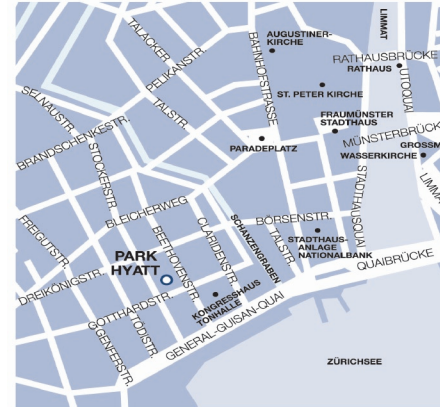 AUGUSTINER-
KIRCHE
LIMMAT
TALACKER
PELIKANSTR.
BAHNHOFSTRASSE
RATHAUSBRÜCKE
RATHAUS
UTOQUAI
SELNAUSTR.
TALSTR.
ST. PETER KIRCHE
FRAUMÜNSTER
STADTHAUS
BRANDSCHENKESTR.
STOCKERSTR.
PARADEPLATZ
MÜNSTERBRÜCK
GROSSM
WASSERKIRCHE
STADTHAUSQUAI
LIMMA
BLEICHERWEG
BÖRSENSTR.
FREIGUTSTR.
BEETHOVENSTR.
CLARIDENSTR.
SCHANZENGRABEN
TALSTR.
STADTHAUS-
ANLAGE
NATIONALBANK
PARK
HYATT
QUAIBRÜCKE
DREIKÖNIGSTR.
KONGRESSHAUS
TONHALLE
GOTTHARDSTR.
TÖDISTR.
GENFERSTR.
GENERAL-GUISAN-QUAI
ZÜRICHSEE